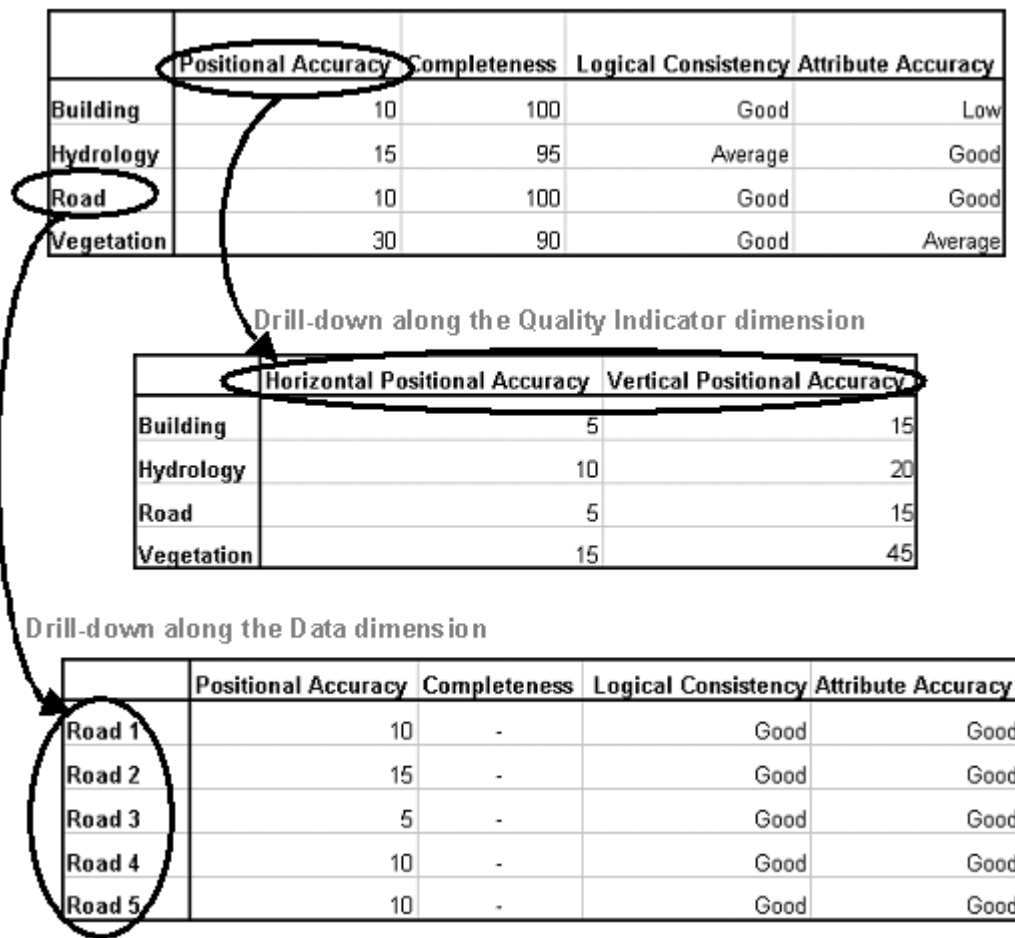 Positional Accuracy Completeness Logical Consistency Attribute Accuracy
Building 10 100 Good Low
Hydrology 15 95 Average Good
Road 10 100 Good Good
Vegetation 30 90 Good Average
Drill-down along the Quality Indicator dimension
Horizontal Positional Accuracy Vertical Positional Accuracy
Building 5 15
Hydrology 10 20
Road 5 15
Vegetation 15 45
Drill-down along the Data dimension
Positional Accuracy Completeness Logical Consistency Attribute Accuracy
Road 1 10 - Good Good
Road 2 15 - Good Good
Road 3 5 - Good Good
Road 4 10 - Good Good
Road 5 10 - Good Good